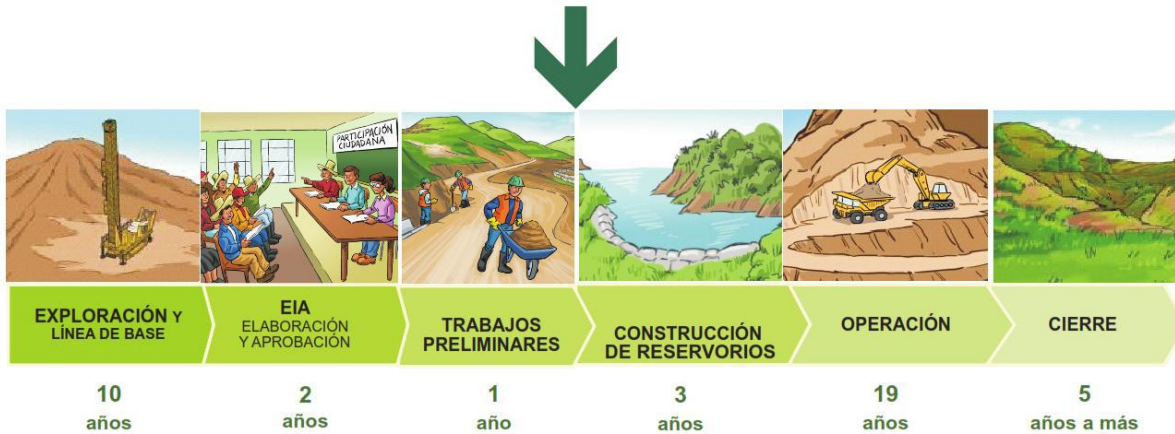 PARTICIPACIÓN
CIUDADANA
EXPLORACIÓN Y
LÍNEA DE BASE
EIA
ELABORACIÓN
Y APROBACIÓN
TRABAJOS
PRELIMINARES
CONSTRUCCIÓN
DE RESERVORIOS
OPERACIÓN
CIERRE
10
años
2
años
1
año
3
años
19
años
5
años a más